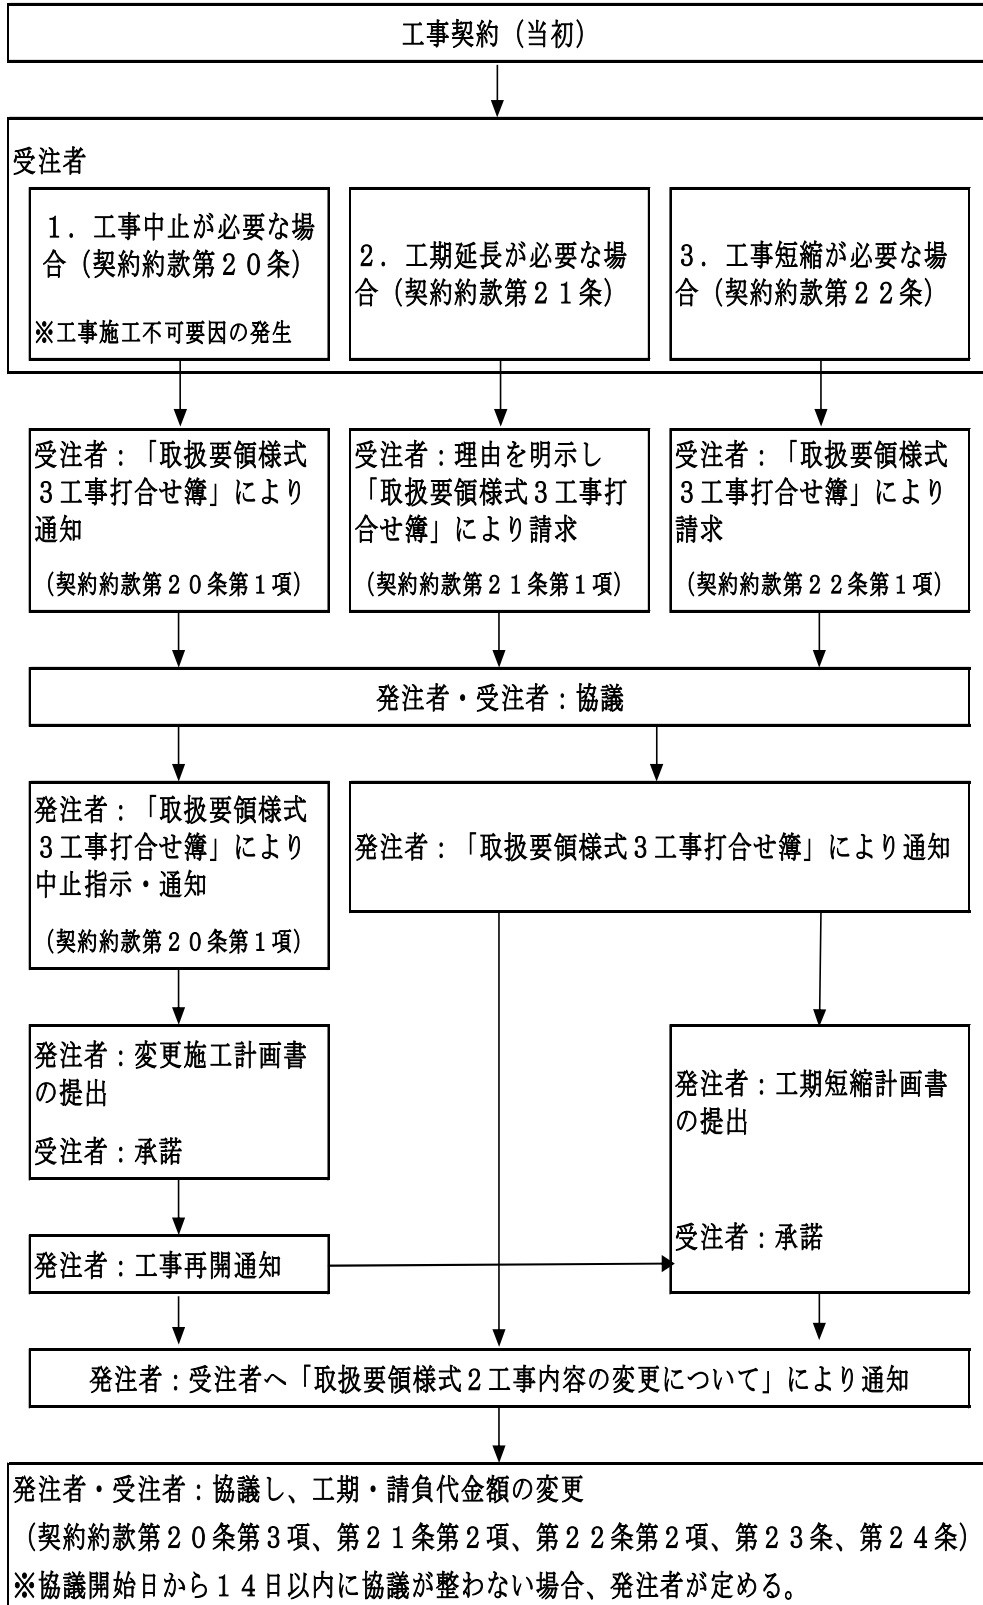 工事契約（当初）
受注者
１．工事中止が必要な場
合（契約約款第２０条）
※工事施工不可要因の発生
２．工期延長が必要な場
合（契約約款第２１条）
３．工事短縮が必要な場
合（契約約款第２２条）
受注者：「取扱要領様式
３工事打合せ簿」により
通知
（契約約款第２０条第１項）
受注者：理由を明示し
「取扱要領様式３工事打
合せ簿」により請求
（契約約款第２１条第１項）
受注者：「取扱要領様式
３工事打合せ簿」により
請求
（契約約款第２２条第１項）
発注者・受注者：協議
発注者：「取扱要領様式
３工事打合せ簿」により
中止指示・通知
（契約約款第２０条第１項）
発注者：「取扱要領様式３工事打合せ簿」により通知
発注者：変更施工計画書
の提出
受注者：承諾
発注者：工期短縮計画書
の提出
受注者：承諾
発注者：工事再開通知
発注者：受注者へ「取扱要領様式２工事内容の変更について」により通知
発注者・受注者：協議し、工期・請負代金額の変更
（契約約款第２０条第３項、第２１条第２項、第２２条第２項、第２３条、第２４条）
※協議開始日から１４日以内に協議が整わない場合、発注者が定める。